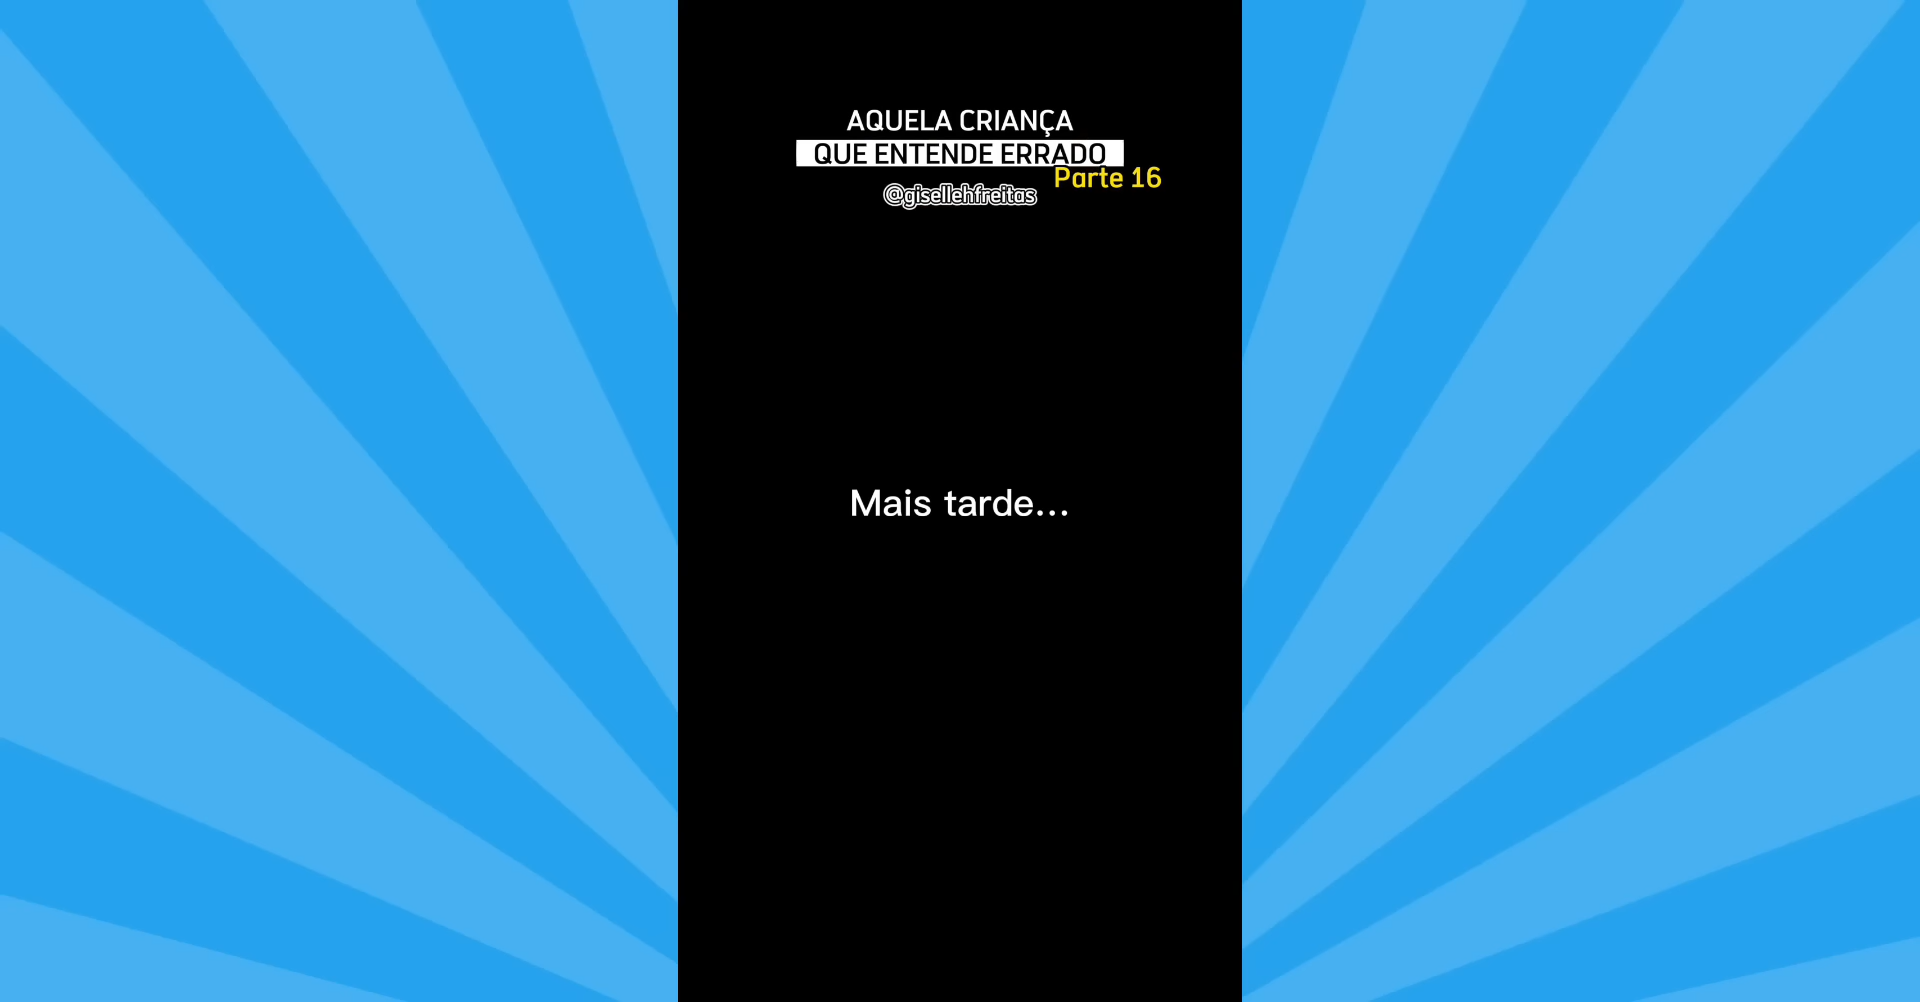 AQUELA CRIANÇA
QUE ENTENDE ERRADO
Parte 16
@gisellehfreitas
Mais tarde...